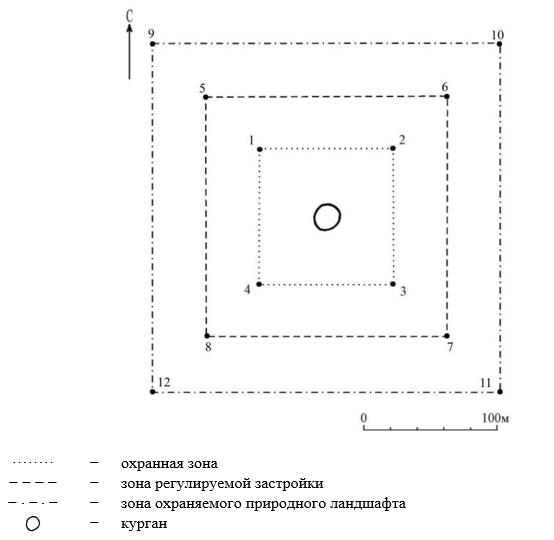 С
9 10
5 6
1 2
4 3
8 7
12 11
0 100м
– охранная зона
– зона регулируемой застройки
– зона охраняемого природного ландшафта
– курган